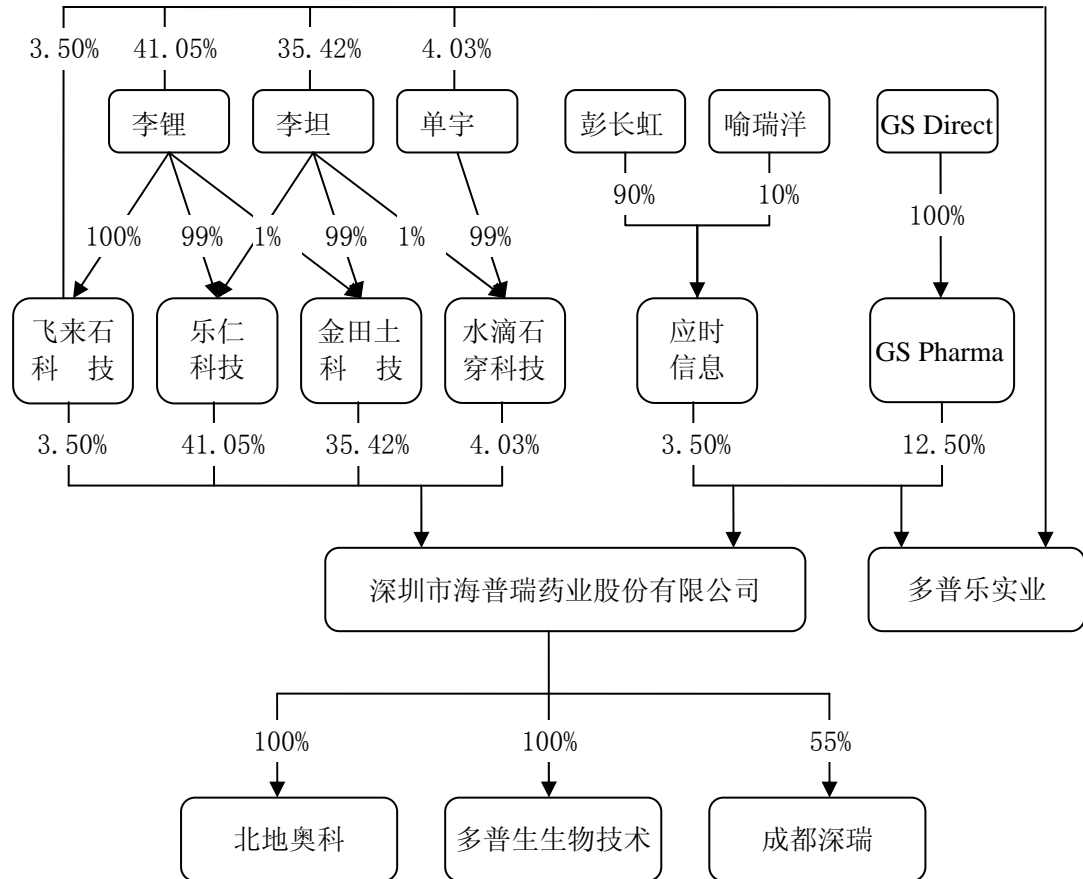 3.50% 41.05% 35.42% 4.03%
李锂 李坦 单宇 彭长虹 喻瑞洋 GS Direct
90% 10% 100%
100% 99% 1% 99% 1% 99%
飞来石 乐仁 金田土 水滴石 应时 GS Pharma
科 技 科技 科 技 穿科技 信息
3.50% 41.05% 35.42% 4.03% 3.50% 12.50%
深圳市海普瑞药业股份有限公司 多普乐实业
100% 100% 55%
北地奥科 多普生生物技术 成都深瑞